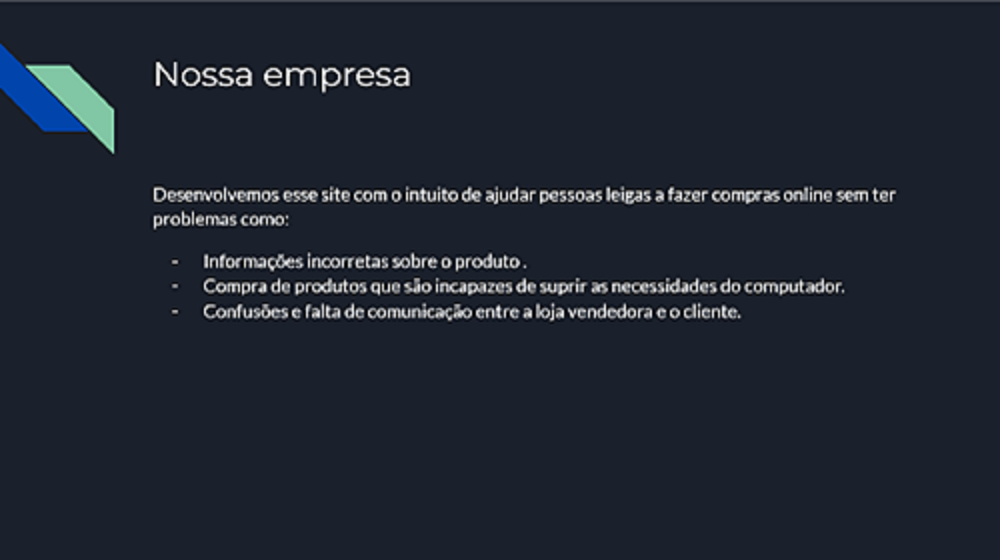 Nossa empresa
Desenvolvemos esse site com o intuito de ajudar pessoas leigas a fazer compras online sem ter
problemas como:
- Informações incorretas sobre o produto .
- Compra de produtos que são incapazes de suprir as necessidades do computador.
- Confusões e falta de comunicação entre a loja vendedora e o cliente.